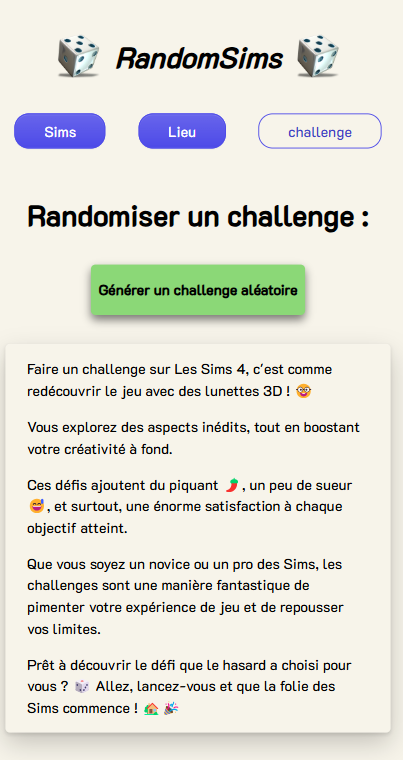 RandomSims
Sims
Lieu
challenge
Randomiser un challenge :
Générer un challenge aléatoire
Faire un challenge sur Les Sims 4, c'est comme
redécouvrir le jeu avec des lunettes 3D ! 🤓
Vous explorez des aspects inédits, tout en boostant
votre créativité à fond.
Ces défis ajoutent du piquant 🌶️, un peu de sueur
😅, et surtout, une énorme satisfaction à chaque
objectif atteint.
Que vous soyez un novice ou un pro des Sims, les
challenges sont une manière fantastique de
pimenter votre expérience de jeu et de repousser
vos limites.
Prêt à découvrir le défi que le hasard a choisi pour
vous ? 🎲 Allez, lancez-vous et que la folie des
Sims commence ! 🏠 🎉